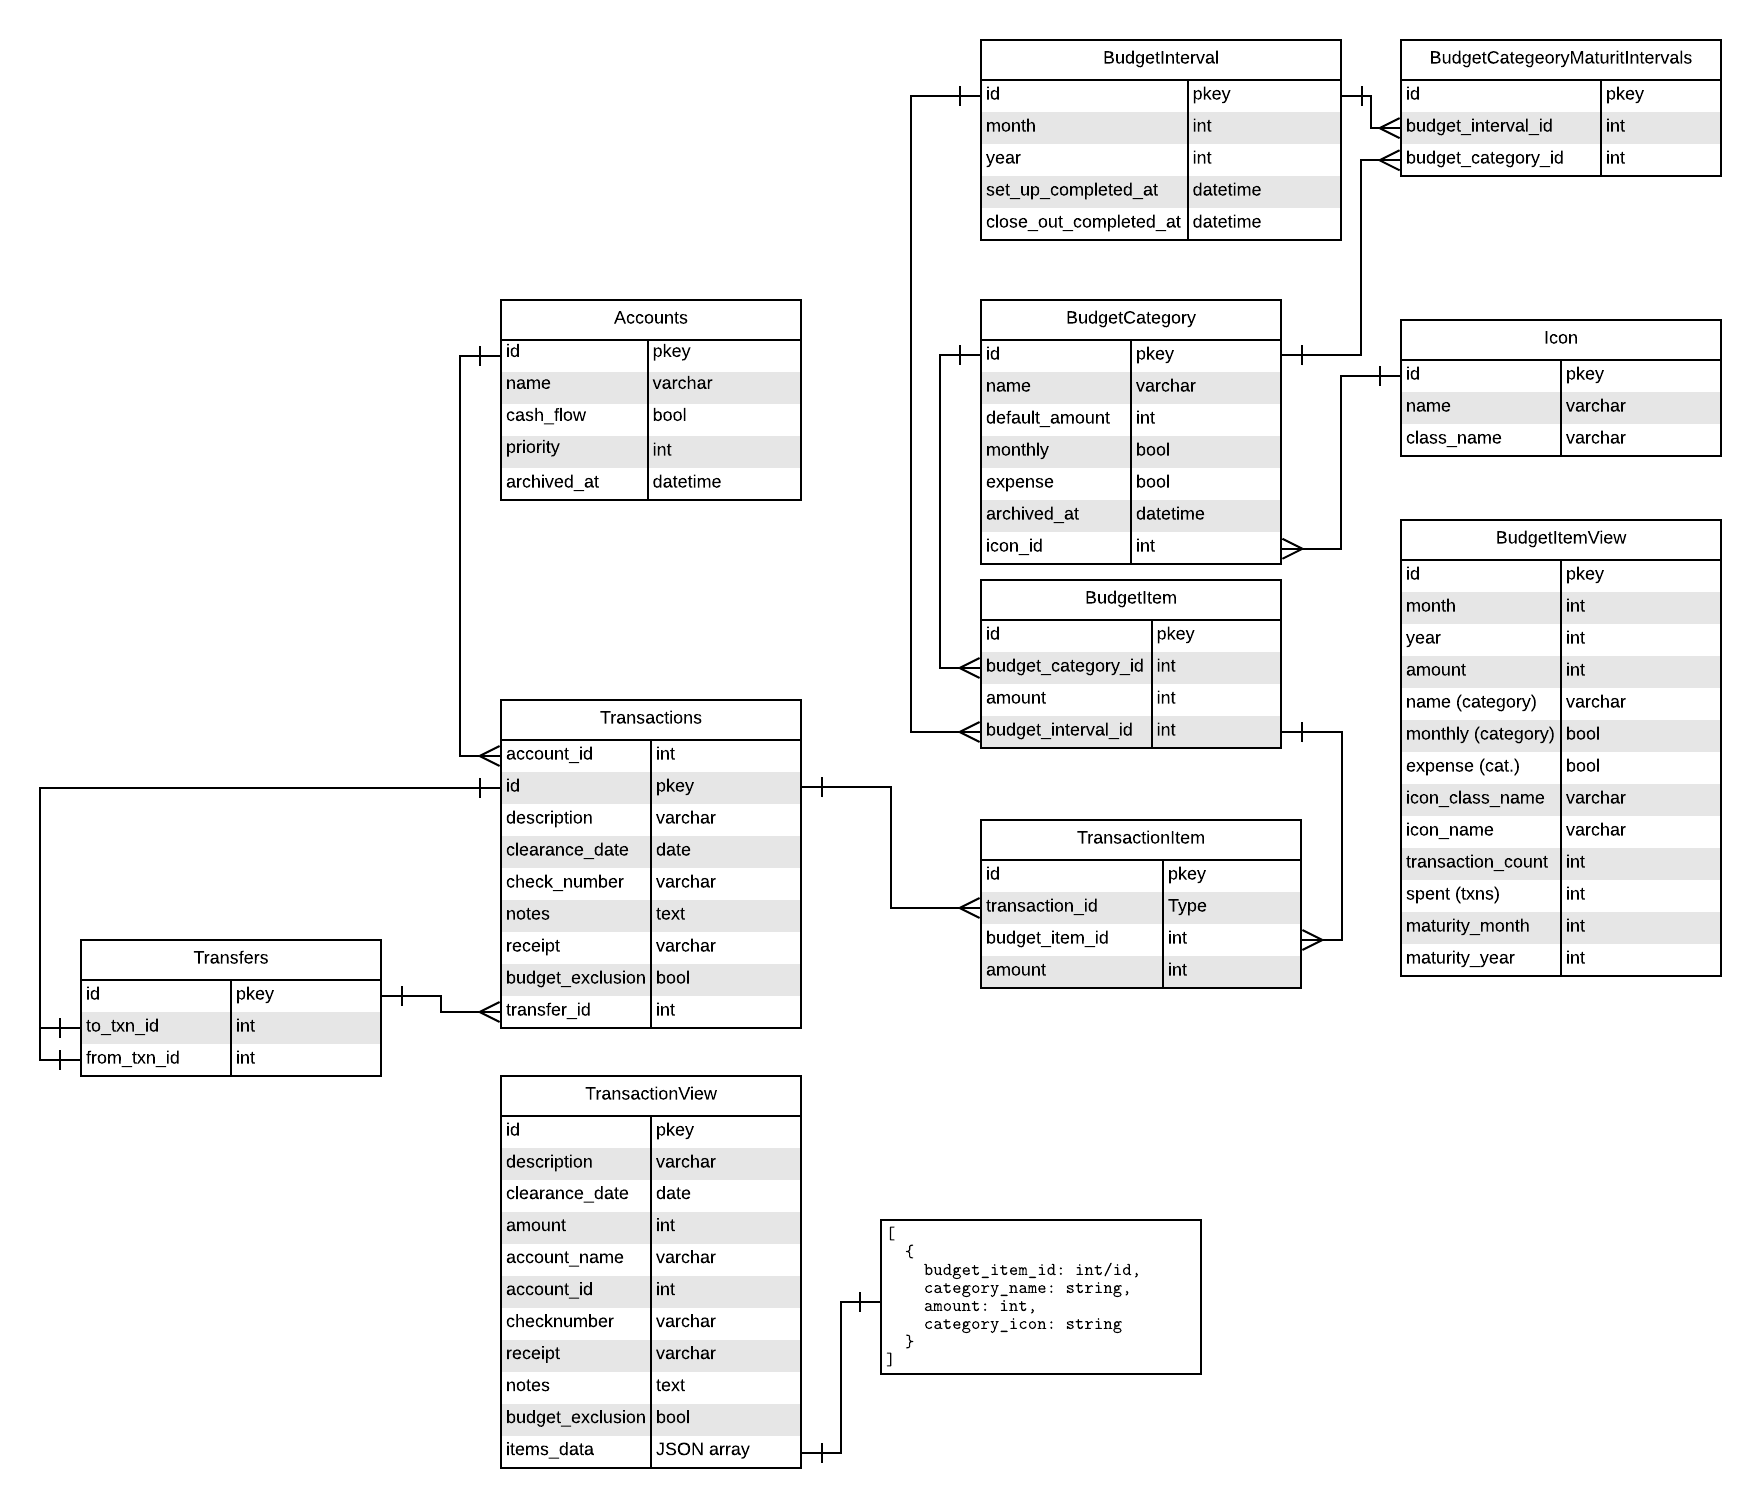 BudgetInterval
id pkey
month int
year int
set_up_completed_at datetime
close_out_completed_at datetime
BudgetCategeoryMaturitIntervals
id pkey
budget_interval_id int
budget_category_id int
Accounts
id pkey
name varchar
cash_flow bool
priority int
archived_at datetime
BudgetCategory
id pkey
name varchar
default_amount int
monthly bool
expense bool
archived_at datetime
icon_id int
Icon
id pkey
name varchar
class_name varchar
BudgetItem
id pkey
budget_category_id int
amount int
budget_interval_id int
BudgetItemView
id pkey
month int
year int
amount int
name (category) varchar
monthly (category) bool
expense (cat.) bool
icon_class_name varchar
icon_name varchar
transaction_count int
spent (txns) int
maturity_month int
maturity_year int
Transactions
account_id int
id pkey
description varchar
clearance_date date
check_number varchar
notes text
receipt varchar
budget_exclusion bool
transfer_id int
TransactionItem
id pkey
transaction_id Type
budget_item_id int
amount int
Transfers
id pkey
to_txn_id int
from_txn_id int
TransactionView
id pkey
description varchar
clearance_date date
amount int
account_name varchar
account_id int
checknumber varchar
receipt varchar
notes text
budget_exclusion bool
items_data JSON array
[
{
budget_item_id: int/id,
category_name: string,
amount: int,
category_icon: string
}
]